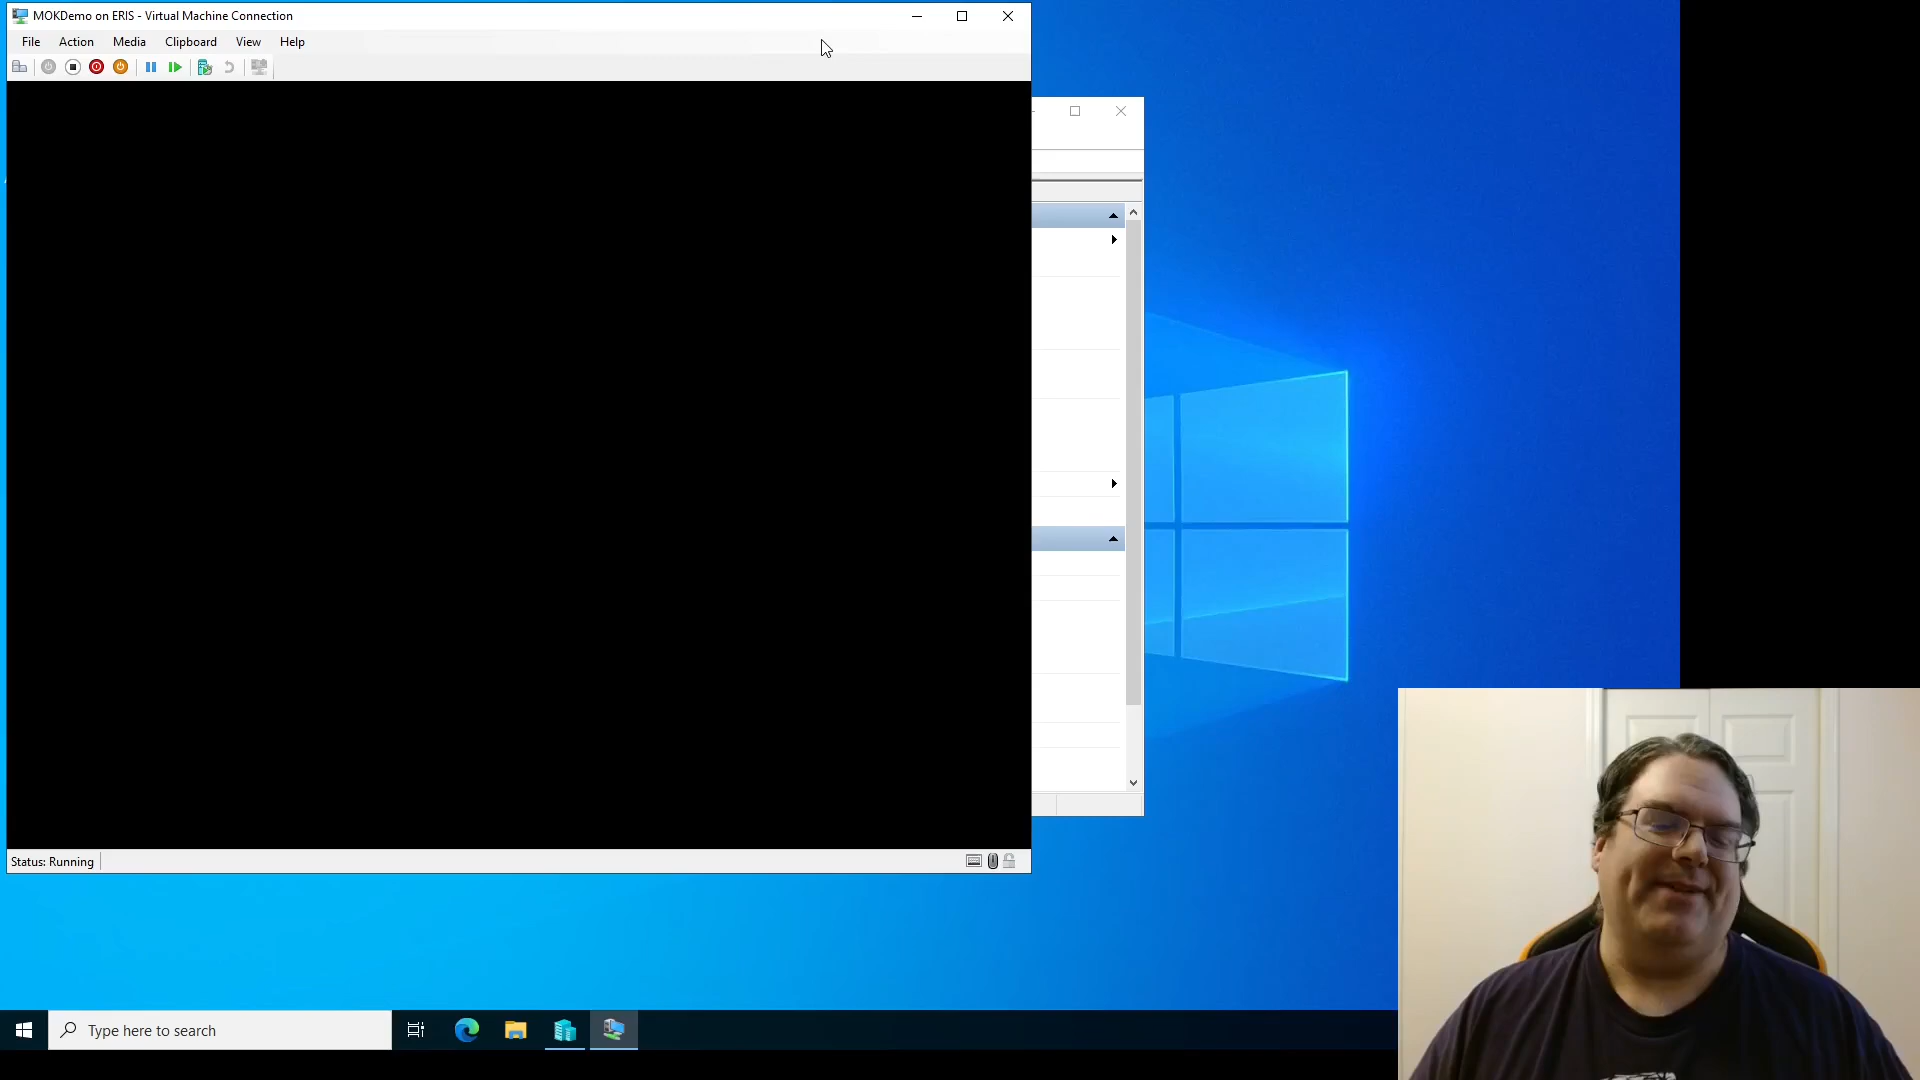 MOKDemo on ERIS - Virtual Machine Connection
File Action Media Clipboard View Help
Status: Running
Type here to search